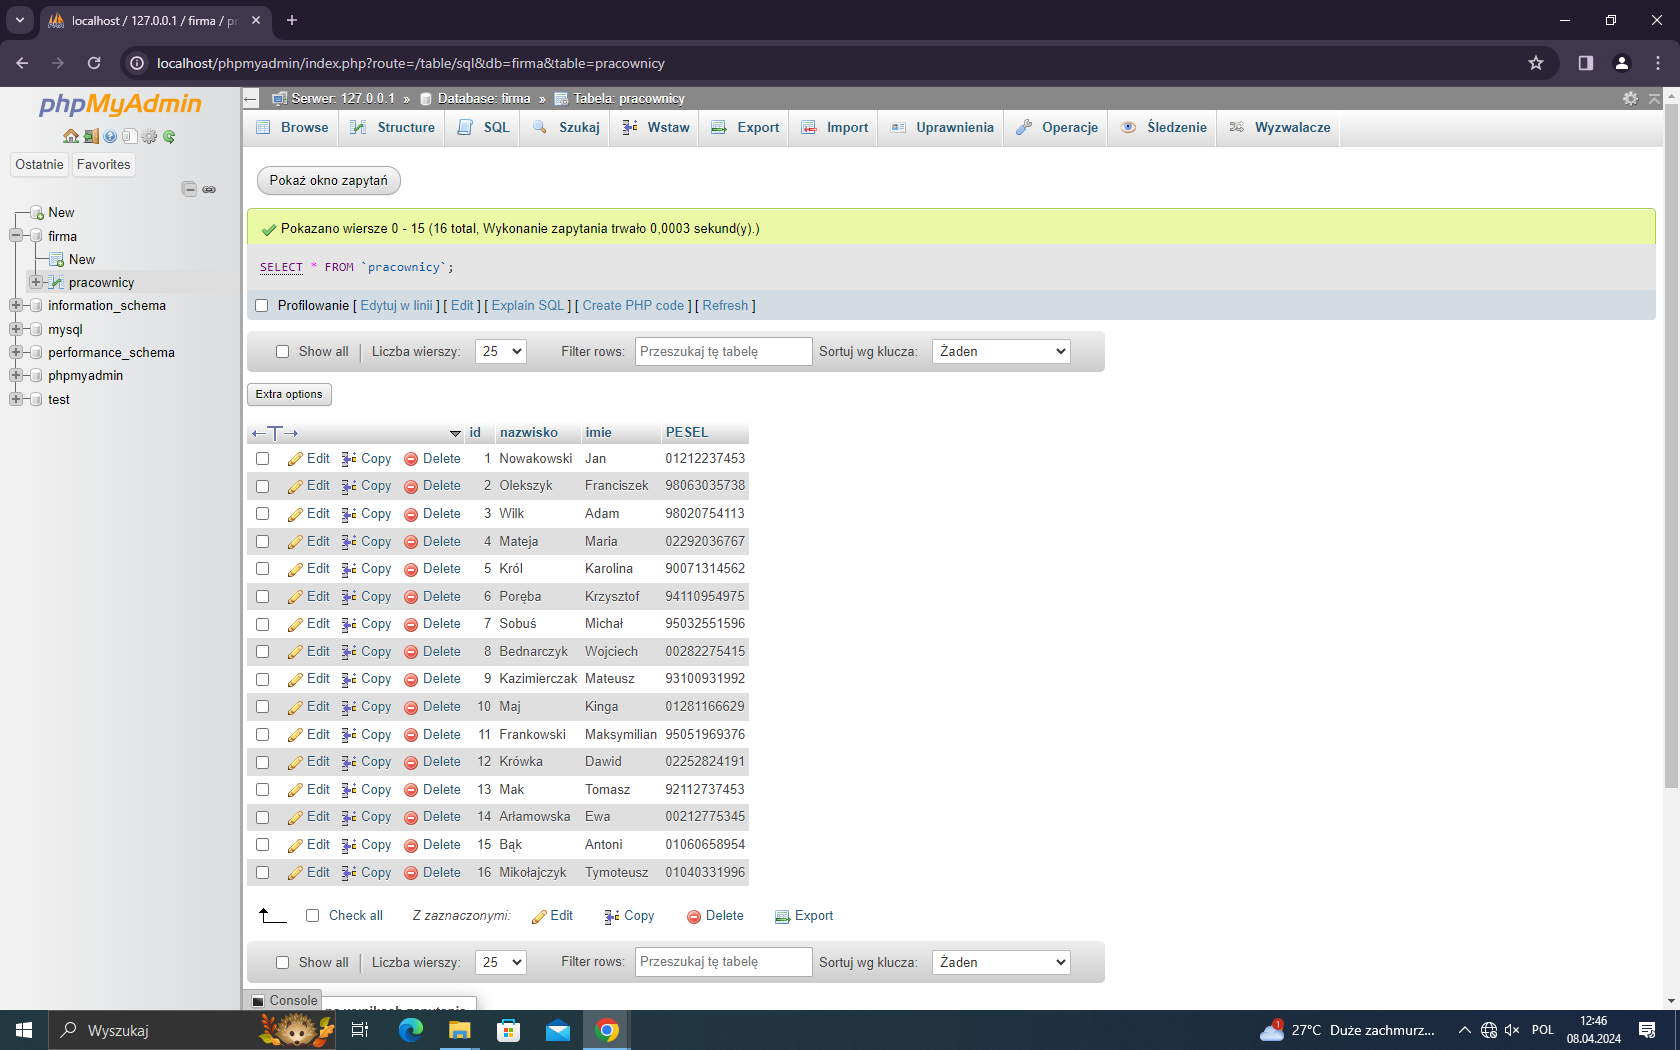 localhost / 127.0.0.1 / firma / pr
localhost/phpmyadmin/index.php?route=/table/sql&db=firma&table=pracownicy
phpMyAdmin
Ostatnie Favorites
New
firma
New
pracownicy
information_schema
mysql
performance_schema
phpmyadmin
test
Serwer: 127.0.0.1 » Database: firma » Tabela: pracownicy
Browse Structure SQL Szukaj Wstaw Export Import Uprawnienia Operacje Śledzenie Wyzwalacze
Pokaż okno zapytań
Pokazano wiersze 0 - 15 (16 total, Wykonanie zapytania trwało 0,0003 sekund(y).)
SELECT * FROM `pracownicy`;
Profilowanie [ Edytuj w linii ] [ Edit ] [ Explain SQL ] [ Create PHP code ] [ Refresh ]
Show all Liczba wierszy: 25 Filter rows: Przeszukaj tę tabelę Sortuj wg klucza: Żaden
Extra options
←T→ id nazwisko imie PESEL
Edit Copy Delete 1 Nowakowski Jan 01212237453
Edit Copy Delete 2 Olekszyk Franciszek 98063035738
Edit Copy Delete 3 Wilk Adam 98020754113
Edit Copy Delete 4 Mateja Maria 02292036767
Edit Copy Delete 5 Król Karolina 90071314562
Edit Copy Delete 6 Poręba Krzysztof 94110954975
Edit Copy Delete 7 Sobuś Michał 95032551596
Edit Copy Delete 8 Bednarczyk Wojciech 00282275415
Edit Copy Delete 9 Kazimierczak Mateusz 93100931992
Edit Copy Delete 10 Maj Kinga 01281166629
Edit Copy Delete 11 Frankowski Maksymilian 95051969376
Edit Copy Delete 12 Krówka Dawid 02252824191
Edit Copy Delete 13 Mak Tomasz 92112737453
Edit Copy Delete 14 Arłamowska Ewa 00212775345
Edit Copy Delete 15 Bąk Antoni 01060658954
Edit Copy Delete 16 Mikołajczyk Tymoteusz 01040331996
Check all Z zaznaczonymi: Edit Copy Delete Export
Show all Liczba wierszy: 25 Filter rows: Przeszukaj tę tabelę Sortuj wg klucza: Żaden
Console
Wyszukaj
1 27°C Duże zachmurz... POL 12:46
08.04.2024